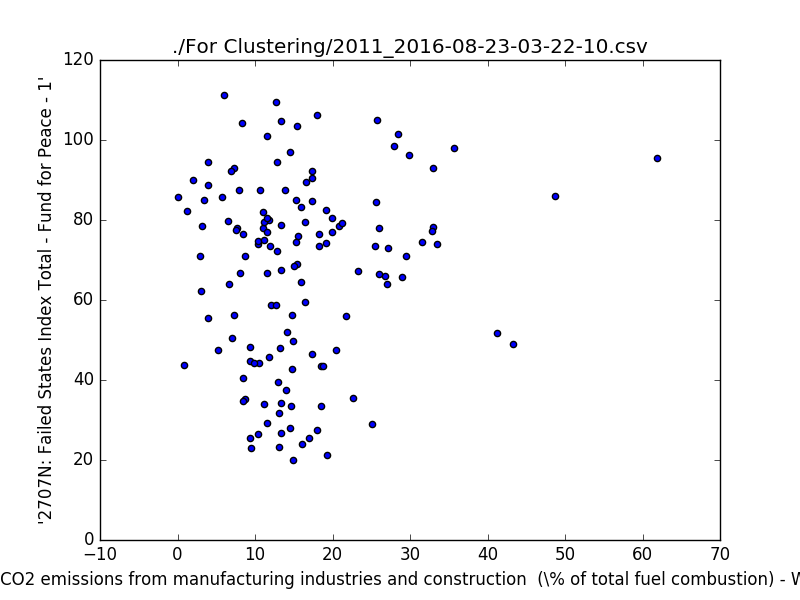 ./For Clustering/2011_2016-08-23-03-22-10.csv
'2707N: Failed States Index Total - Fund for Peace - 1'
120
100
80
60
40
20
0
−10 0 10 20 30 40 50 60 70
CO2 emissions from manufacturing industries and construction (\% of total fuel combustion) -